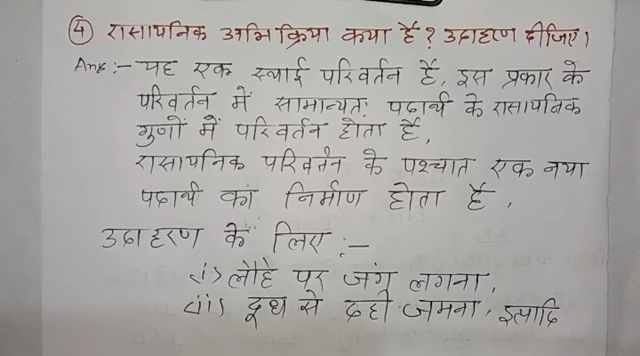 ④ रासायनिक अभिक्रिया क्या है? उदाहरण दीजिए।
Ans:- यह एक स्थाई परिवर्तन है, इस प्रकार के
परिवर्तन में सामान्यतः पदार्थ के रासायनिक
गुणों में परिवर्तन होता है,
रासायनिक परिवर्तन के पश्चात एक नया
पदार्थ का निर्माण होता है,
उदाहरण के लिए :-
(i) लौहे पर जंग लगना,
(ii) दूध से दही जमना, इत्यादि